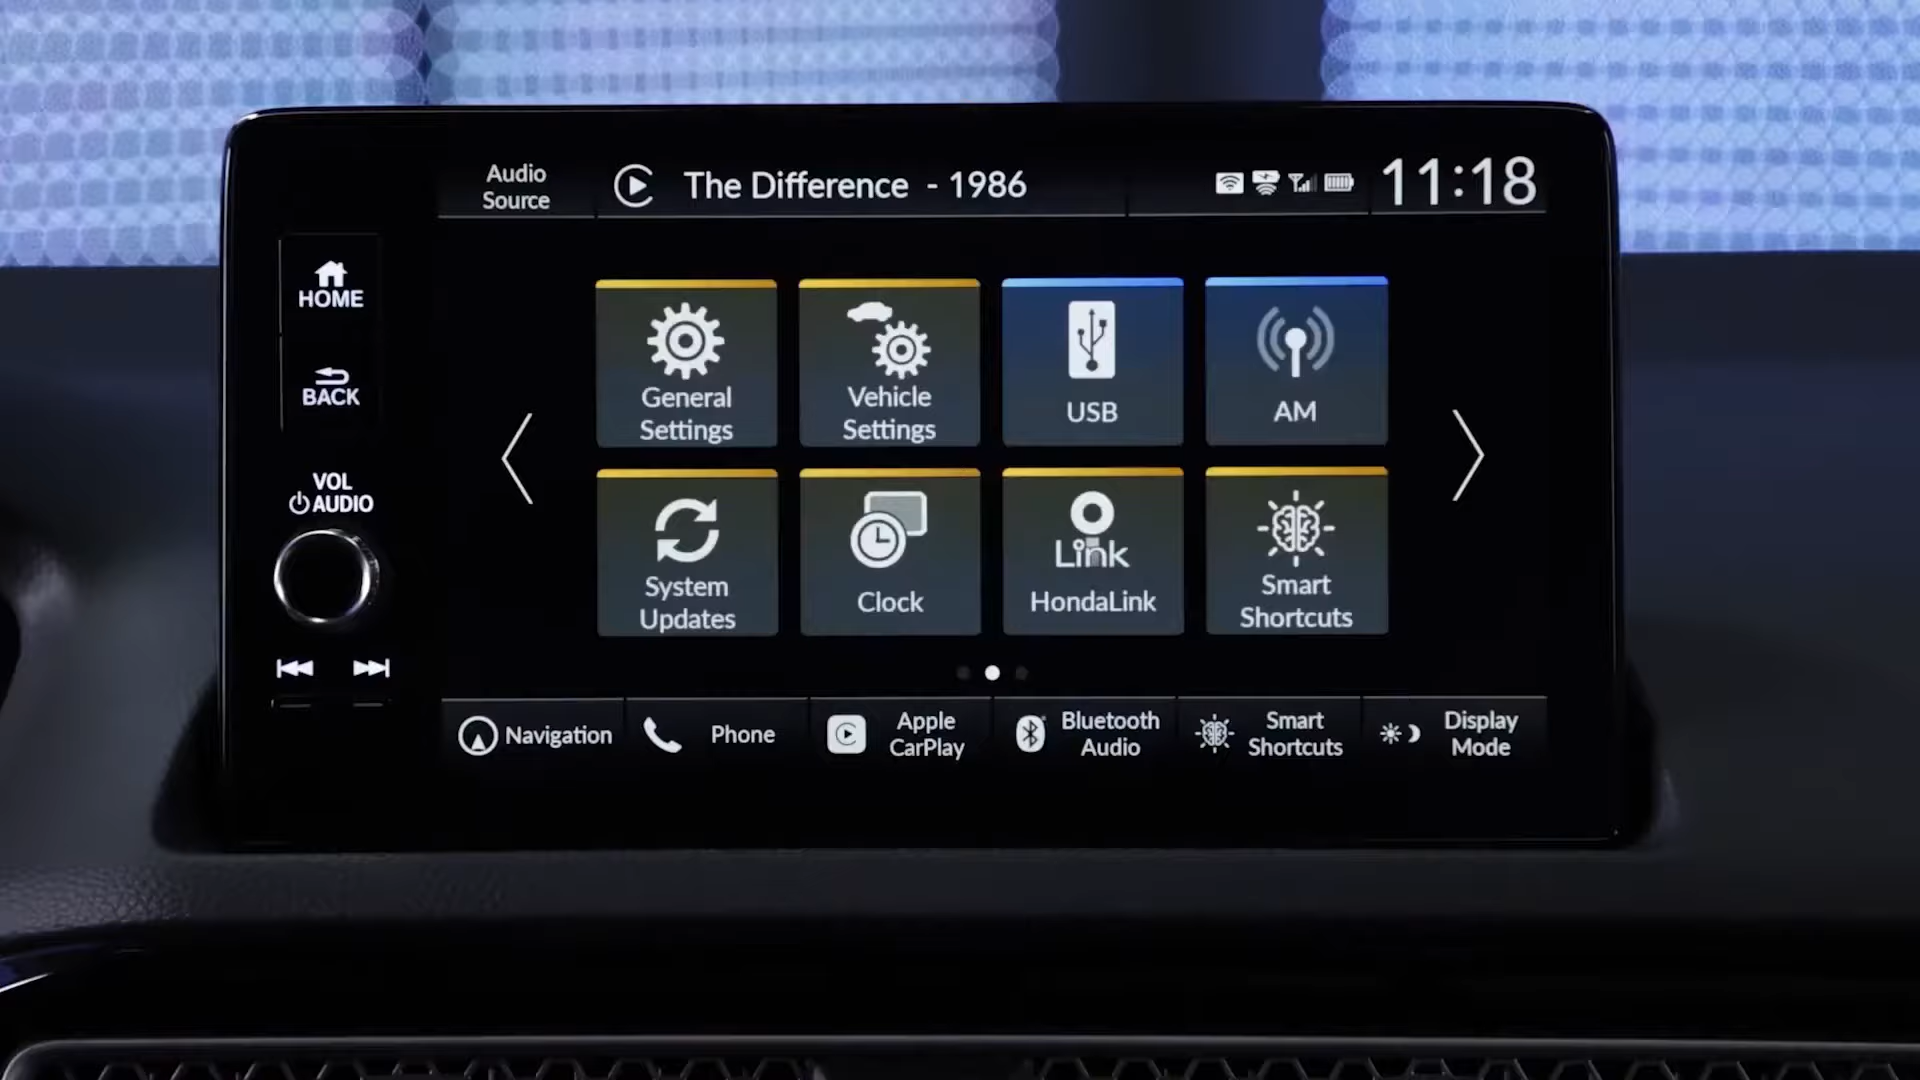 Audio
Source
The Difference - 1986
11:18
HOME
BACK
VOL
AUDIO
General
Settings
Vehicle
Settings
USB
AM
System
Updates
Clock
Link
HondaLink
Smart
Shortcuts
Navigation
Phone
Apple
CarPlay
Bluetooth
Audio
Smart
Shortcuts
Display
Mode